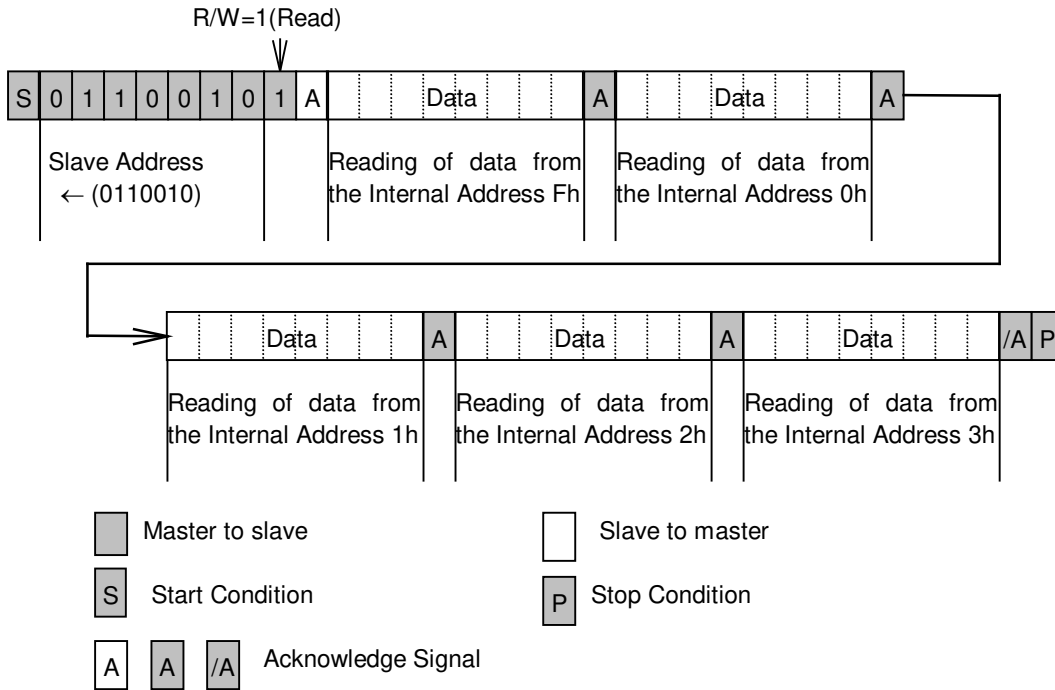 R/W=1(Read)
S 0 1 1 0 0 1 0 1 A Data A Data A
Slave Address
← (0110010)
Reading of data from
the Internal Address Fh
Reading of data from
the Internal Address 0h
Data A Data A Data /A P
Reading of data from
the Internal Address 1h
Reading of data from
the Internal Address 2h
Reading of data from
the Internal Address 3h
Master to slave
Slave to master
S Start Condition
P Stop Condition
A A /A Acknowledge Signal